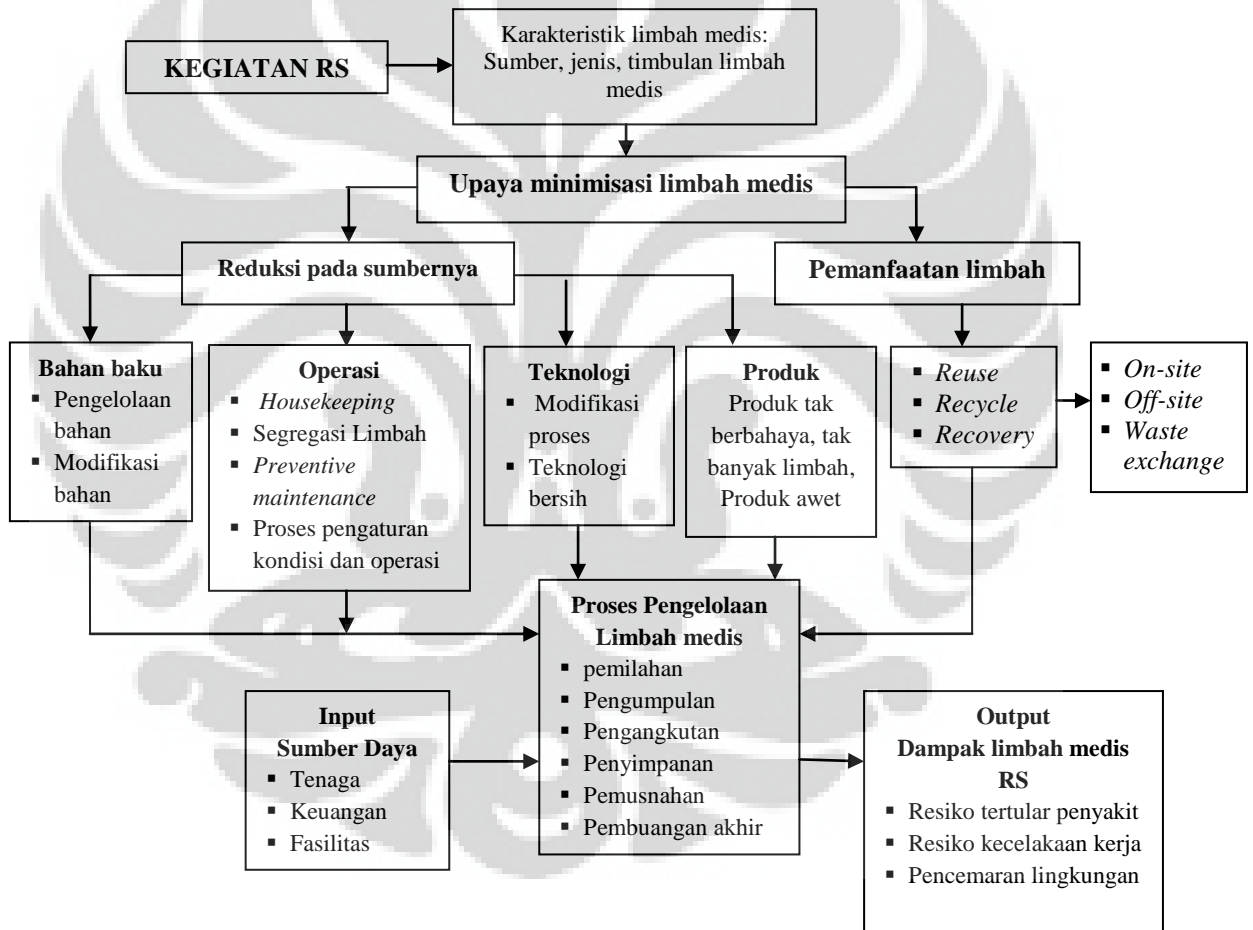 KEGIATAN RS
Karakteristik limbah medis:
Sumber, jenis, timbulan limbah
medis
Upaya minimisasi limbah medis
Reduksi pada sumbernya
Pemanfaatan limbah
Bahan baku
▪ Pengelolaan
bahan
▪ Modifikasi
bahan
Operasi
▪ Housekeeping
▪ Segregasi Limbah
▪ Preventive
maintenance
▪ Proses pengaturan
kondisi dan operasi
Teknologi
▪ Modifikasi
proses
▪ Teknologi
bersih
Produk
Produk tak
berbahaya, tak
banyak limbah,
Produk awet
▪ Reuse
▪ Recycle
▪ Recovery
▪ On-site
▪ Off-site
▪ Waste
exchange
Proses Pengelolaan
Limbah medis
▪ pemilahan
▪ Pengumpulan
▪ Pengangkutan
▪ Penyimpanan
▪ Pemusnahan
▪ Pembuangan akhir
Input
Sumber Daya
▪ Tenaga
▪ Keuangan
▪ Fasilitas
Output
Dampak limbah medis
RS
▪ Resiko tertular penyakit
▪ Resiko kecelakaan kerja
▪ Pencemaran lingkungan